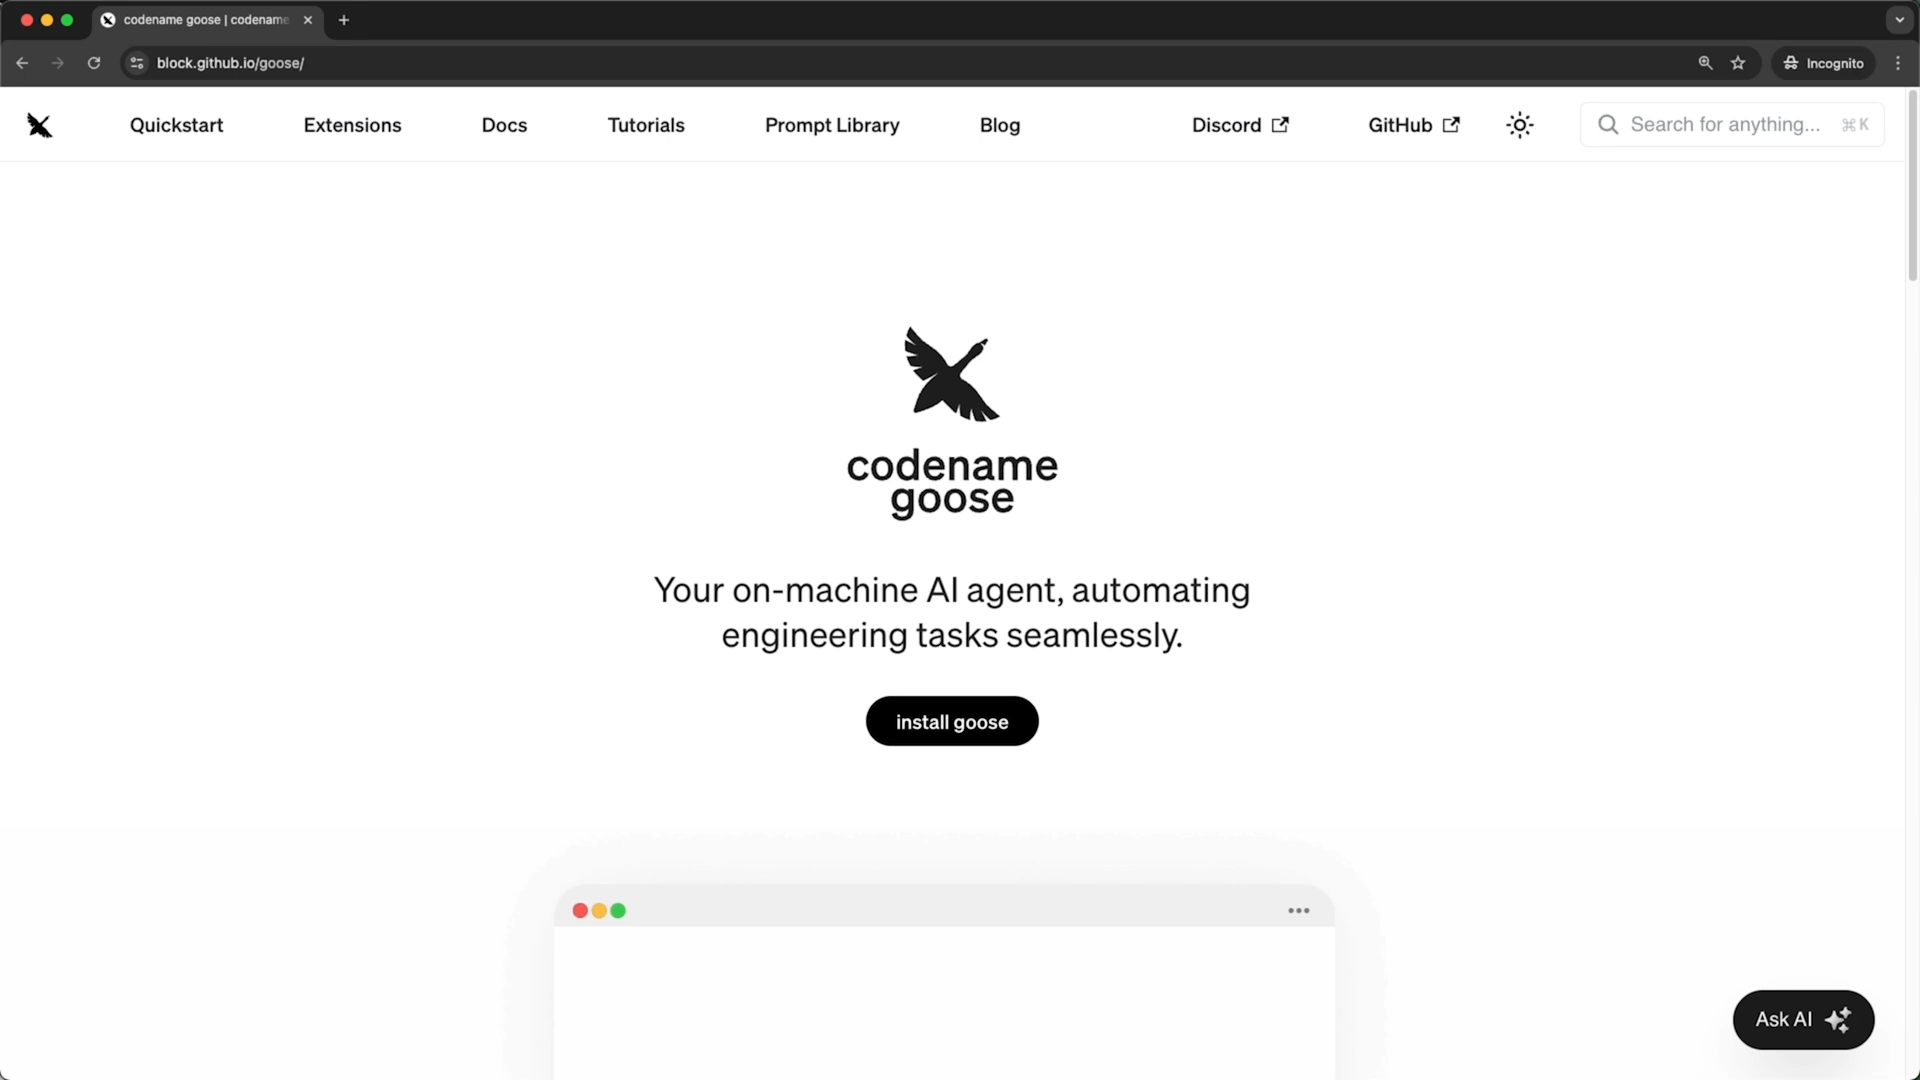 codename goose | codename
block.github.io/goose/
Incognito
Quickstart
Extensions
Docs
Tutorials
Prompt Library
Blog
Discord
GitHub
Search for anything...
⌘K
codename
goose
Your on-machine AI agent, automating
engineering tasks seamlessly.
install goose
Ask AI